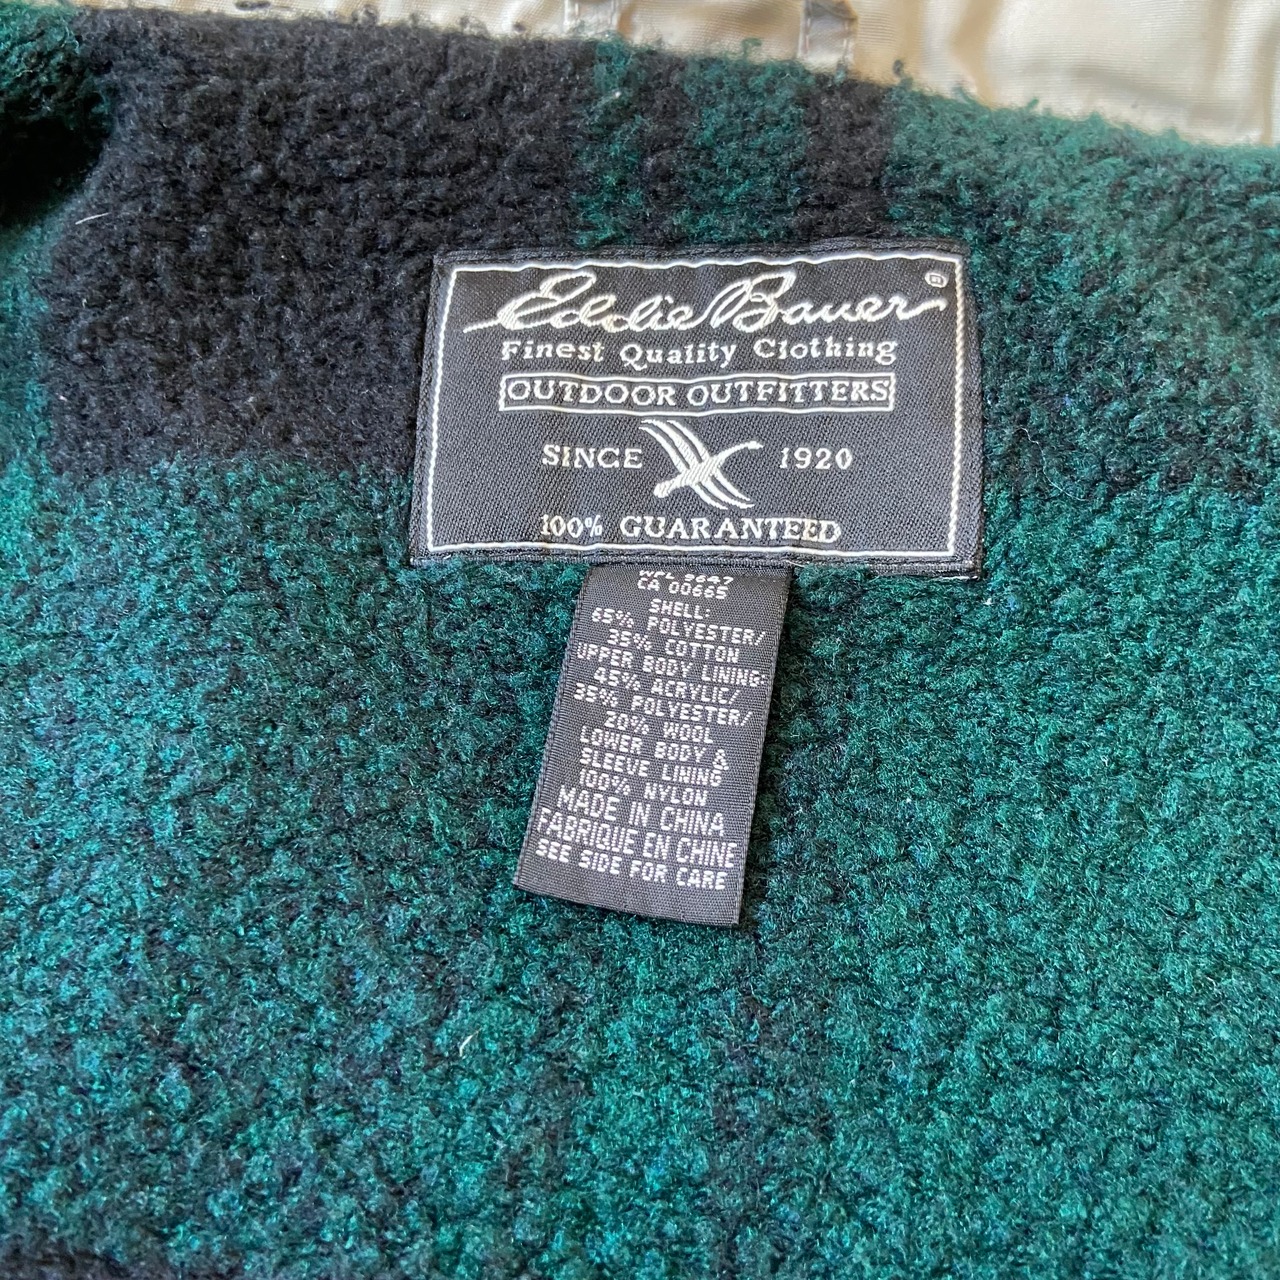 Eddie Bauer ®
Finest Quality Clothing
OUTDOOR OUTFITTERS
SINCE 1920
100% GUARANTEED
WPL 9647
CA 00665
SHELL:
65% POLYESTER/
35% COTTON
UPPER BODY LINING:
45% ACRYLIC/
35% POLYESTER/
20% WOOL
LOWER BODY &
SLEEVE LINING
100% NYLON
MADE IN CHINA
FABRIQUE EN CHINE
SEE SIDE FOR CARE